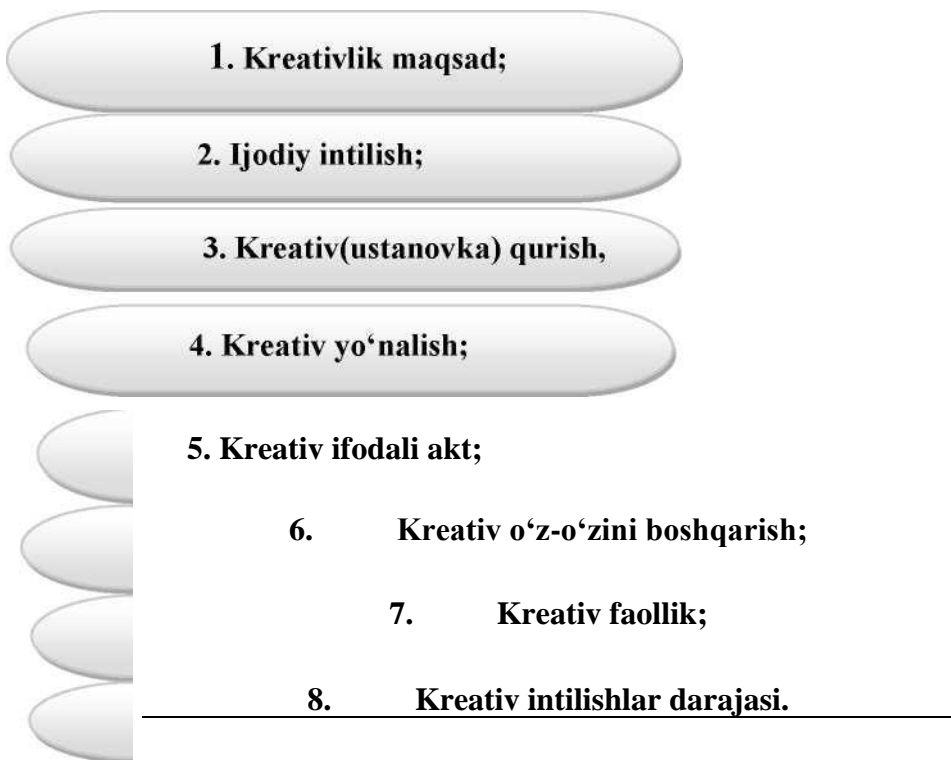 1. Kreativlik maqsad;
2. Ijodiy intilish;
3. Kreativ(ustanovka) qurish,
4. Kreativ yo‘nalish;
5. Kreativ ifodali akt;
6. Kreativ o‘z-o‘zini boshqarish;
7. Kreativ faollik;
8. Kreativ intilishlar darajasi.